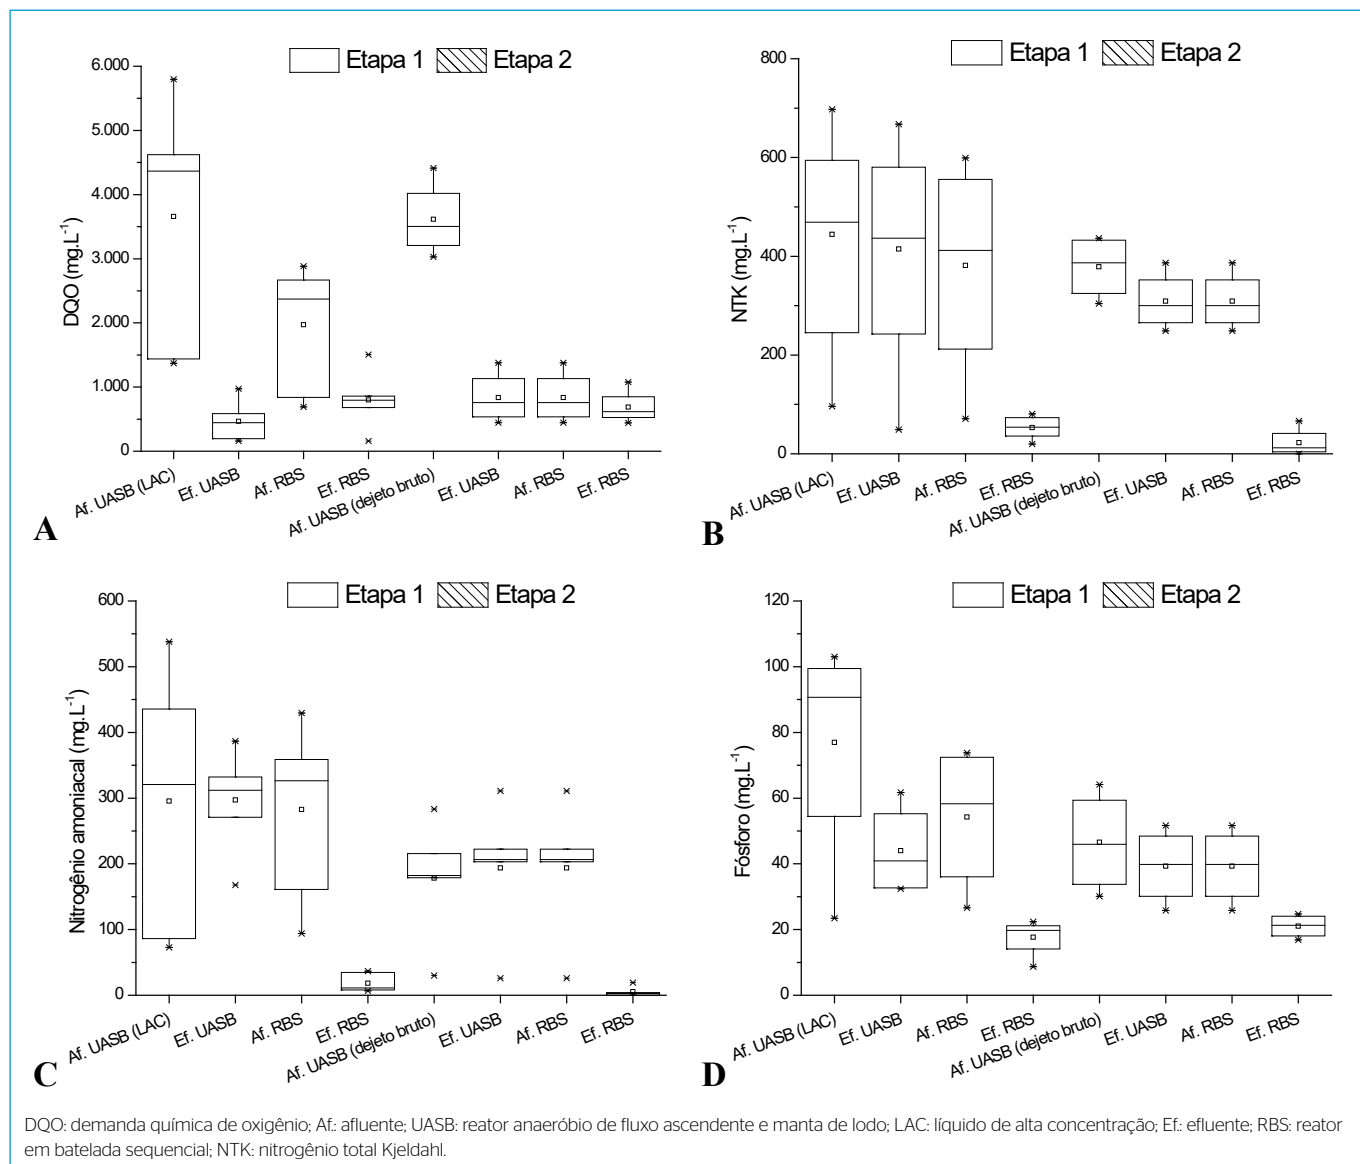 Etapa 1 Etapa 2
6.000
5.000
4.000
3.000
2.000
1.000
0
DQO (mg.L-1)
Af. UASB (LAC)
Ef. UASB
Af. RBS
Ef. RBS
Af. UASB (dejeto bruto)
Ef. UASB
Af. RBS
Ef. RBS
A
Etapa 1 Etapa 2
800
600
400
200
0
NTK (mg.L-1)
Af. UASB (LAC)
Ef. UASB
Af. RBS
Ef. RBS
Af. UASB (dejeto bruto)
Ef. UASB
Af. RBS
Ef. RBS
B
Etapa 1 Etapa 2
600
500
400
300
200
100
0
Nitrogênio amoniacal (mg.L-1)
Af. UASB (LAC)
Ef. UASB
Af. RBS
Ef. RBS
Af. UASB (dejeto bruto)
Ef. UASB
Af. RBS
Ef. RBS
C
Etapa 1 Etapa 2
120
100
80
60
40
20
0
Fósforo (mg.L-1)
Af. UASB (LAC)
Ef. UASB
Af. RBS
Ef. RBS
Af. UASB (dejeto bruto)
Ef. UASB
Af. RBS
Ef. RBS
D
DQO: demanda química de oxigênio; Af.: afluente; UASB: reator anaeróbio de fluxo ascendente e manta de lodo; LAC: líquido de alta concentração; Ef.: efluente; RBS: reator
em batelada sequencial; NTK: nitrogênio total Kjeldahl.